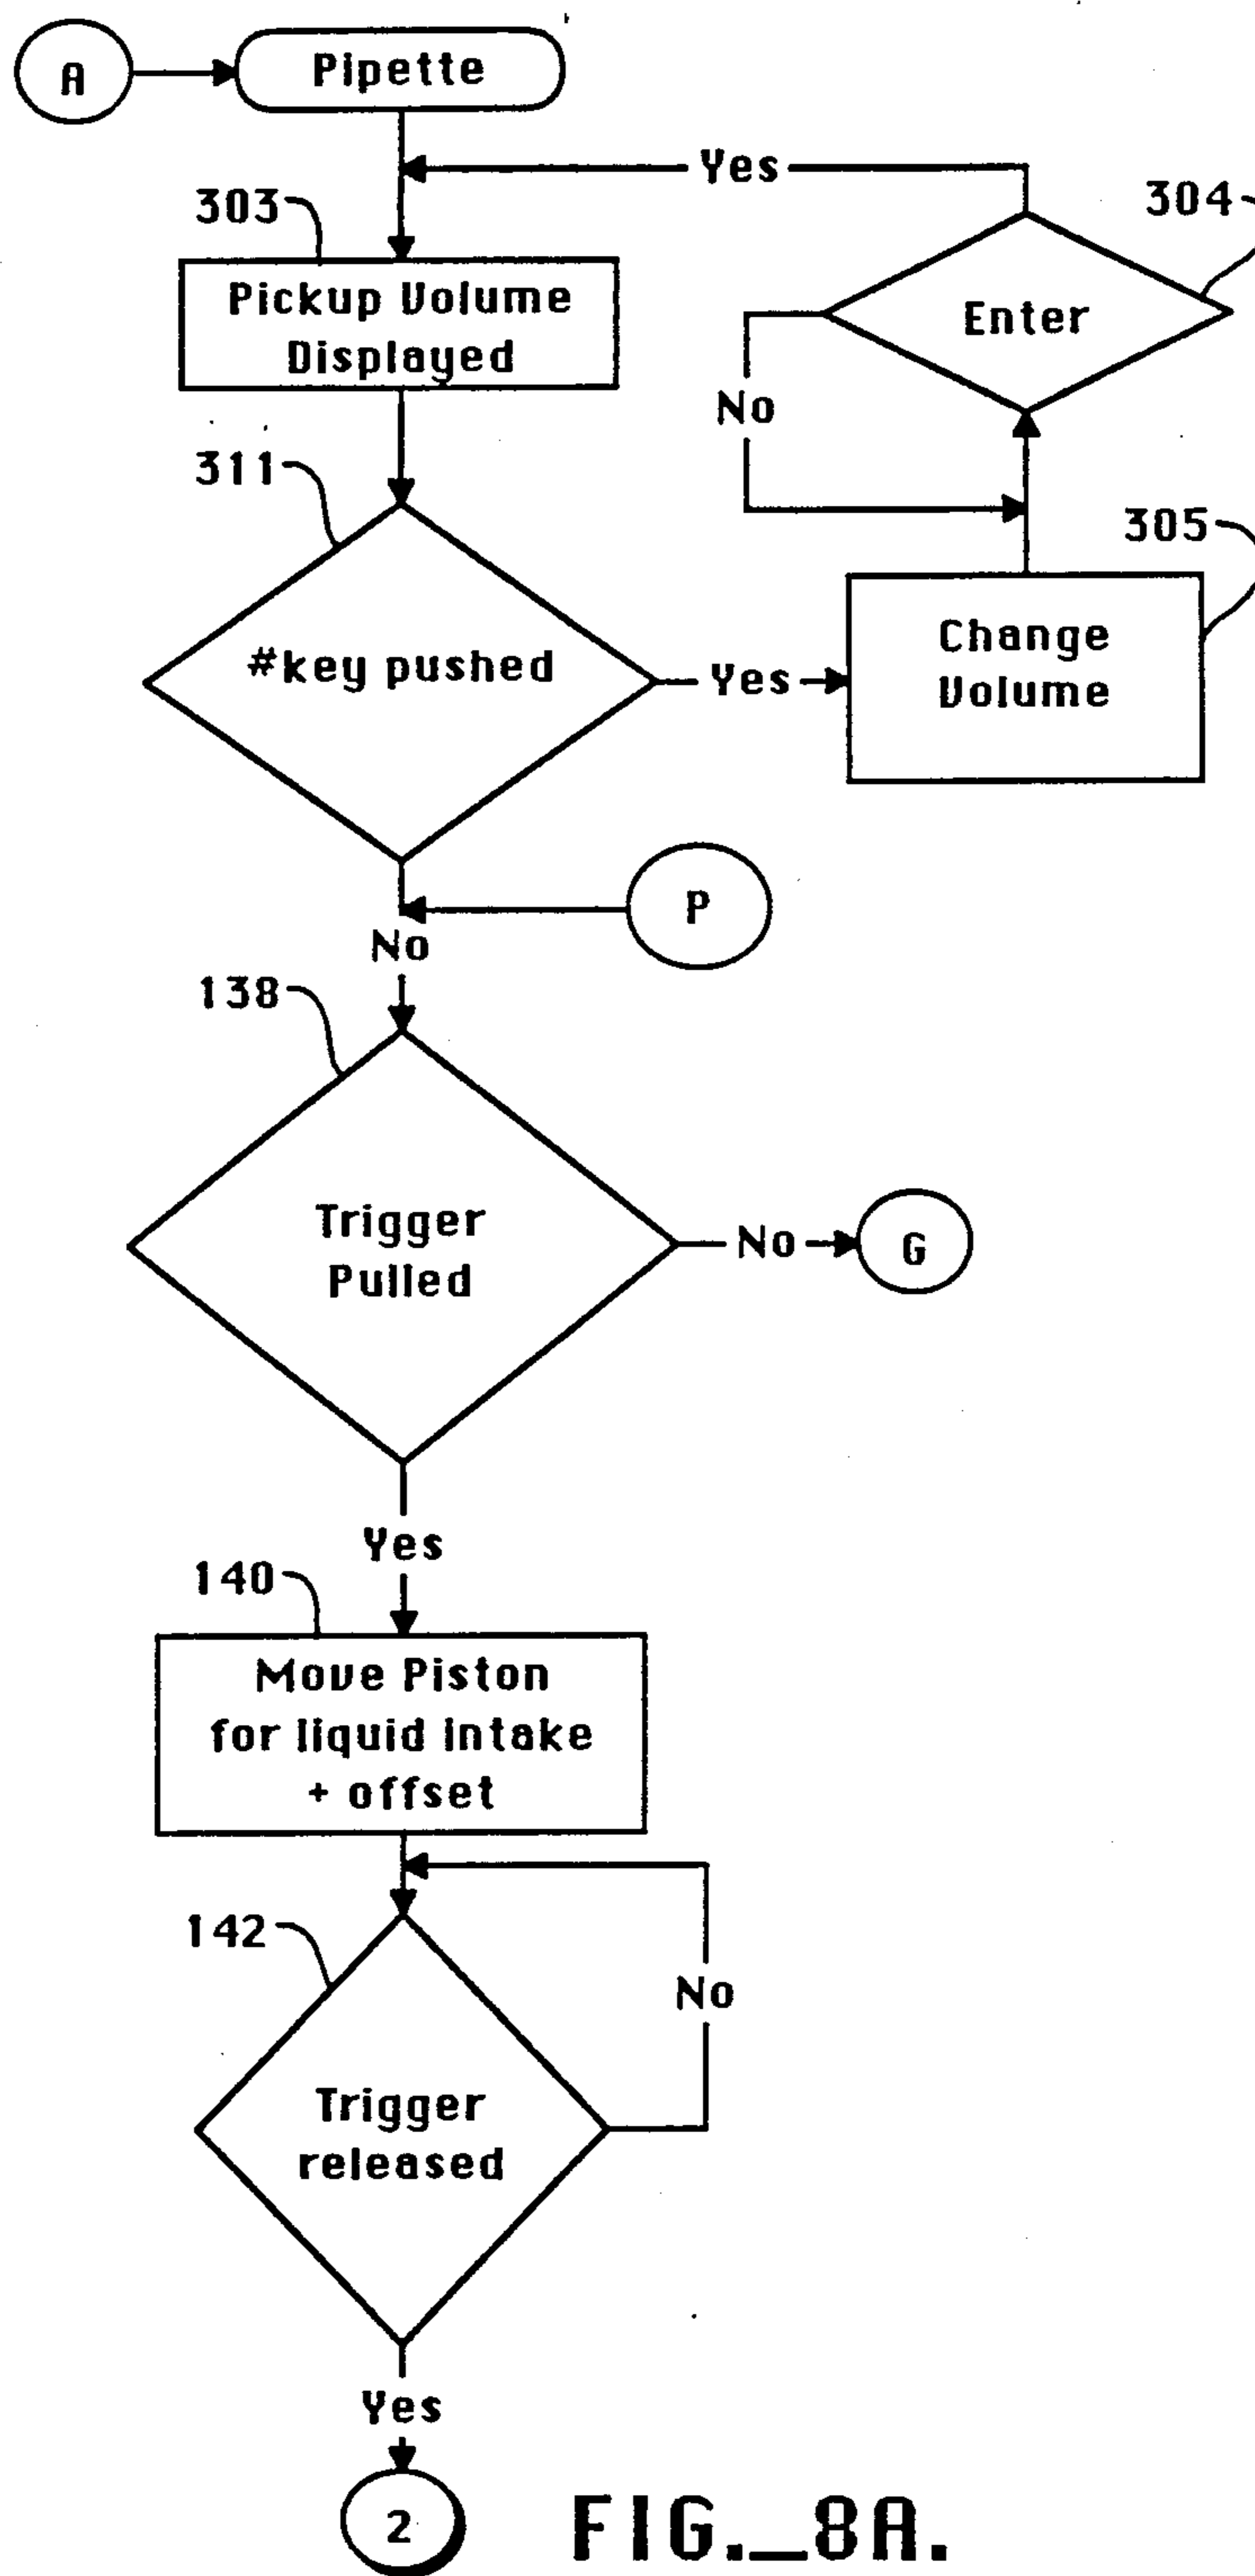 A
Pipette
Yes
303
304
Pickup Volume
Displayed
Enter
No
311
305
#key pushed
Yes
Change
Volume
P
No
138
Trigger
Pulled
No
G
Yes
140
Move Piston
for liquid intake
+ offset
142
No
Trigger
released
Yes
2
FIG._8A.